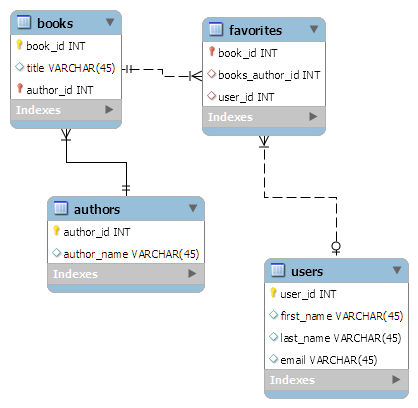 books
book_id INT
title VARCHAR(45)
author_id INT
Indexes
favorites
book_id INT
books_author_id INT
user_id INT
Indexes
authors
author_id INT
author_name VARCHAR(45)
Indexes
users
user_id INT
first_name VARCHAR(45)
last_name VARCHAR(45)
email VARCHAR(45)
Indexes